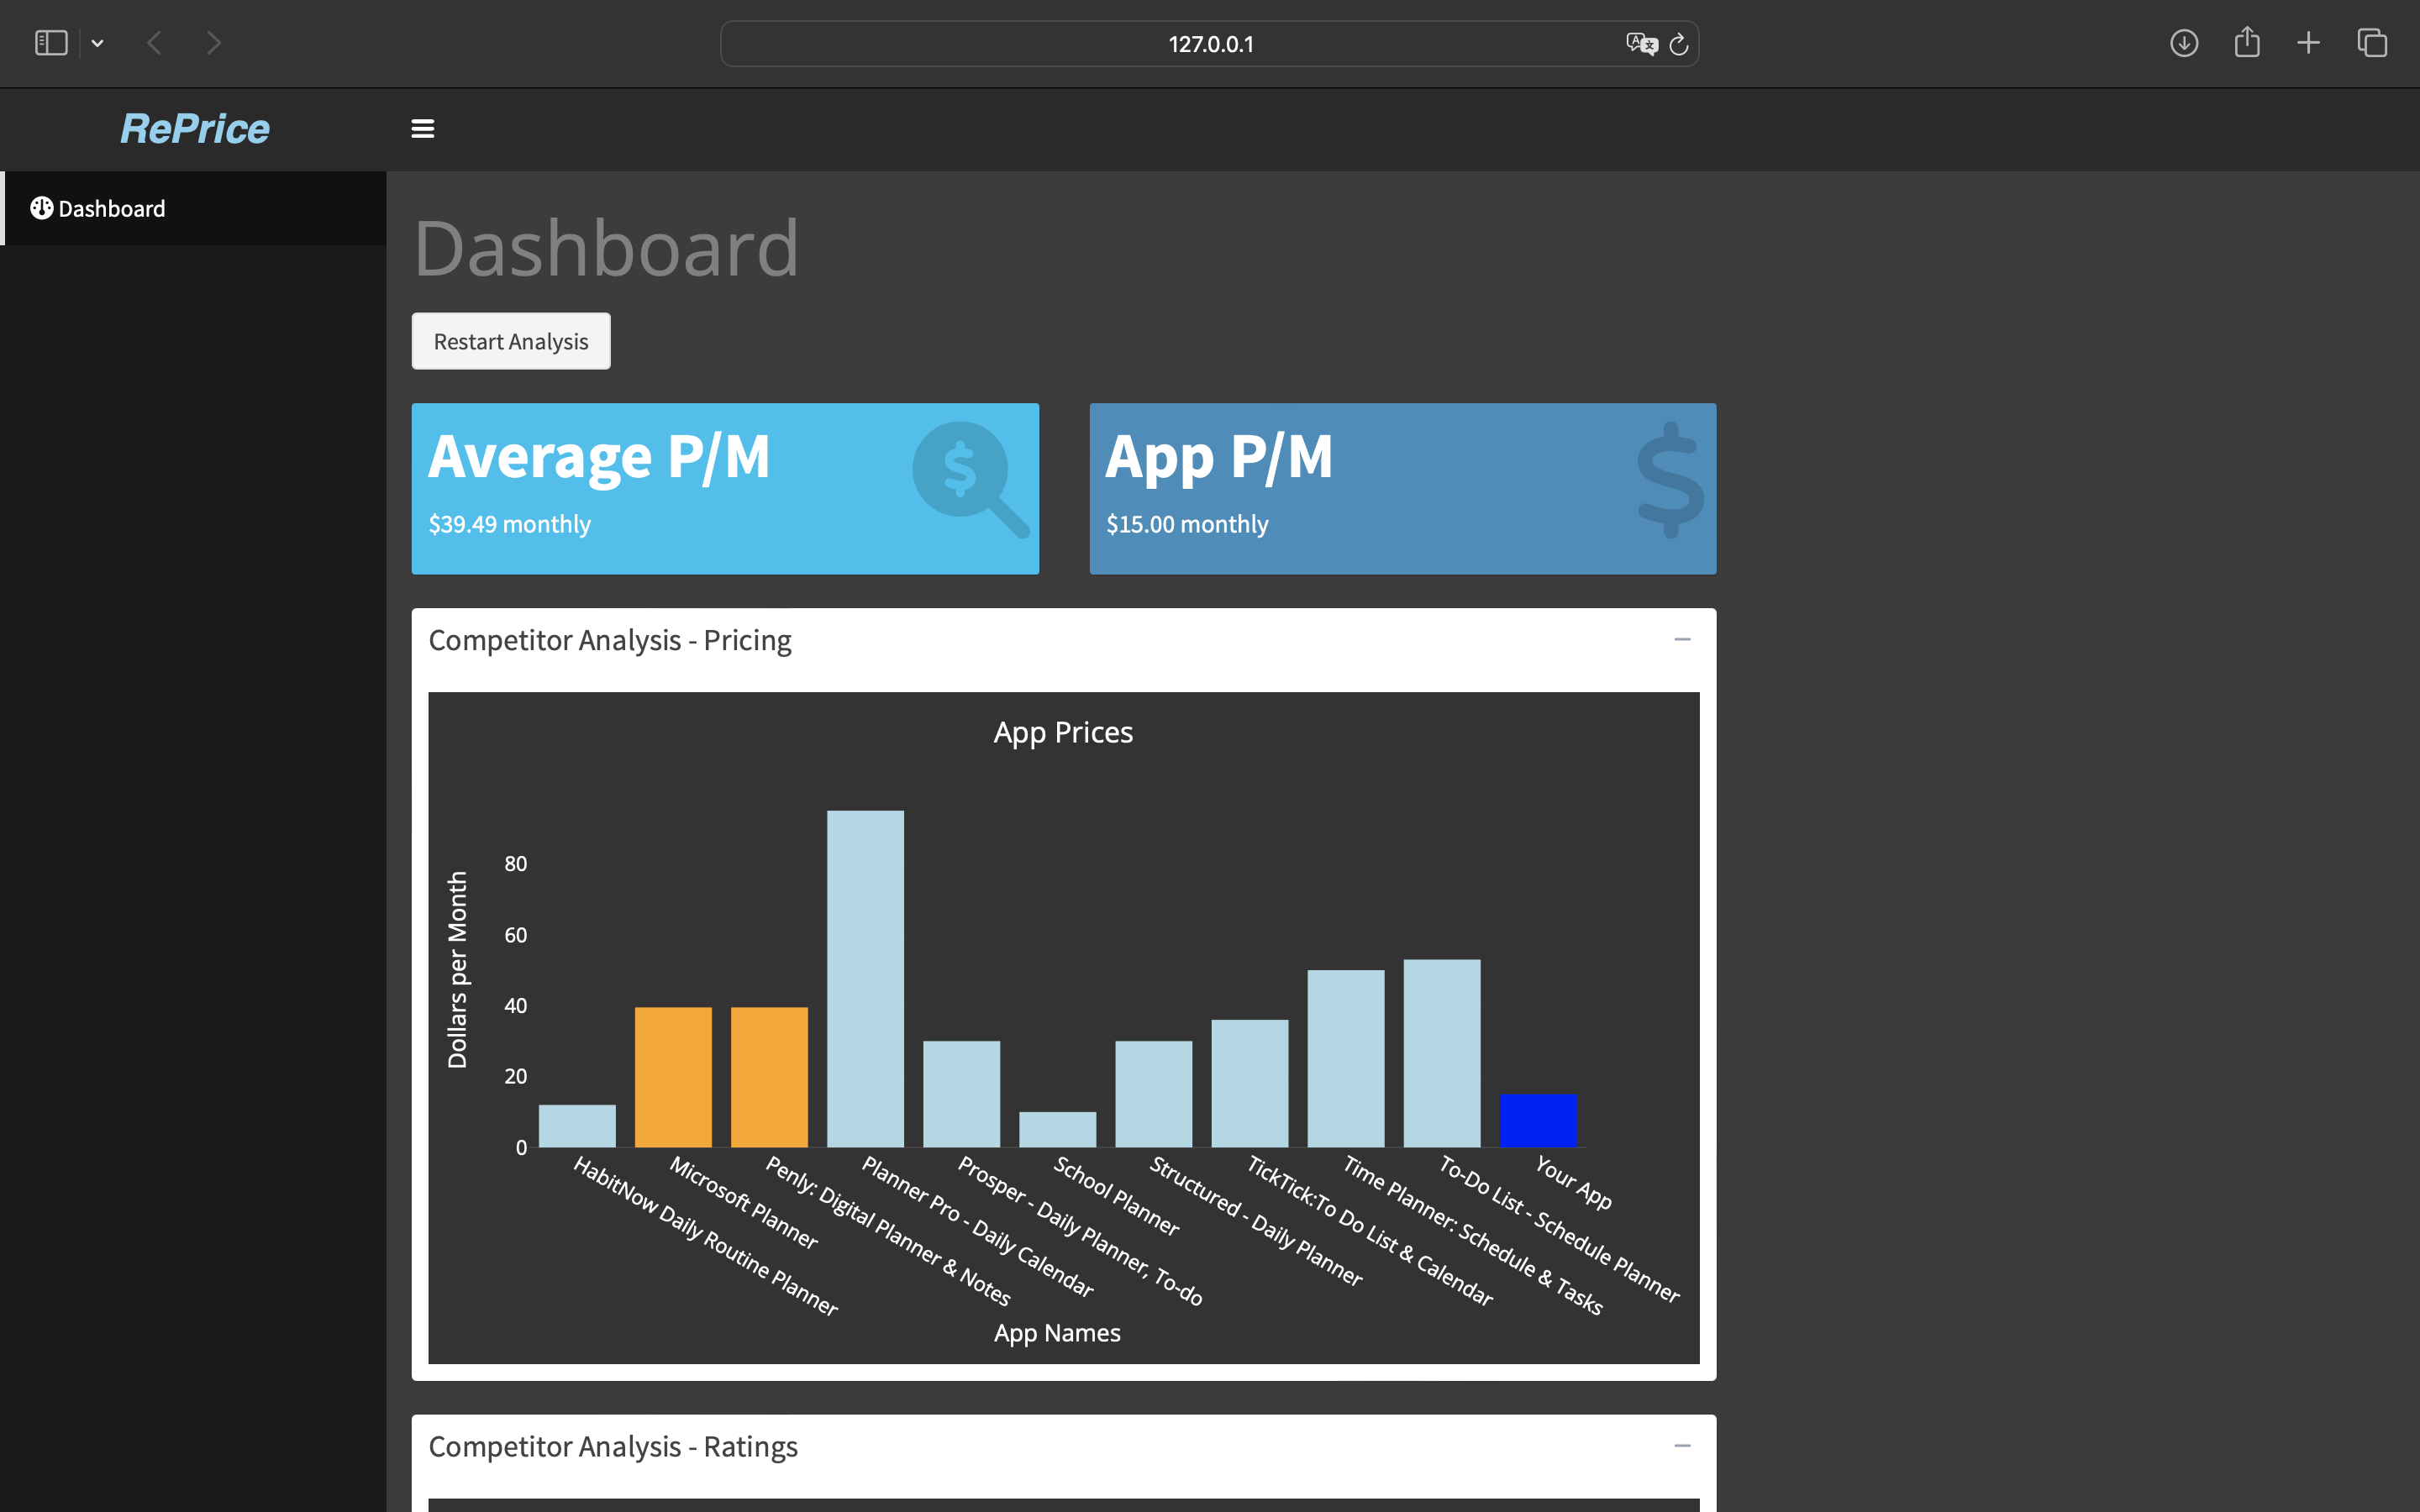 127.0.0.1
RePrice
Dashboard
Dashboard
Restart Analysis
Average P/M
$39.49 monthly
App P/M
$15.00 monthly
Competitor Analysis - Pricing
App Prices
Dollars per Month
80
60
40
20
0
HabitNow Daily Routine Planner
Microsoft Planner
Penly: Digital Planner & Notes
Planner Pro - Daily Calendar
Prosper - Daily Planner, To-do
School Planner
Structured - Daily Planner
TickTick:To Do List & Calendar
Time Planner: Schedule & Tasks
To-Do List - Schedule Planner
Your App
App Names
Competitor Analysis - Ratings